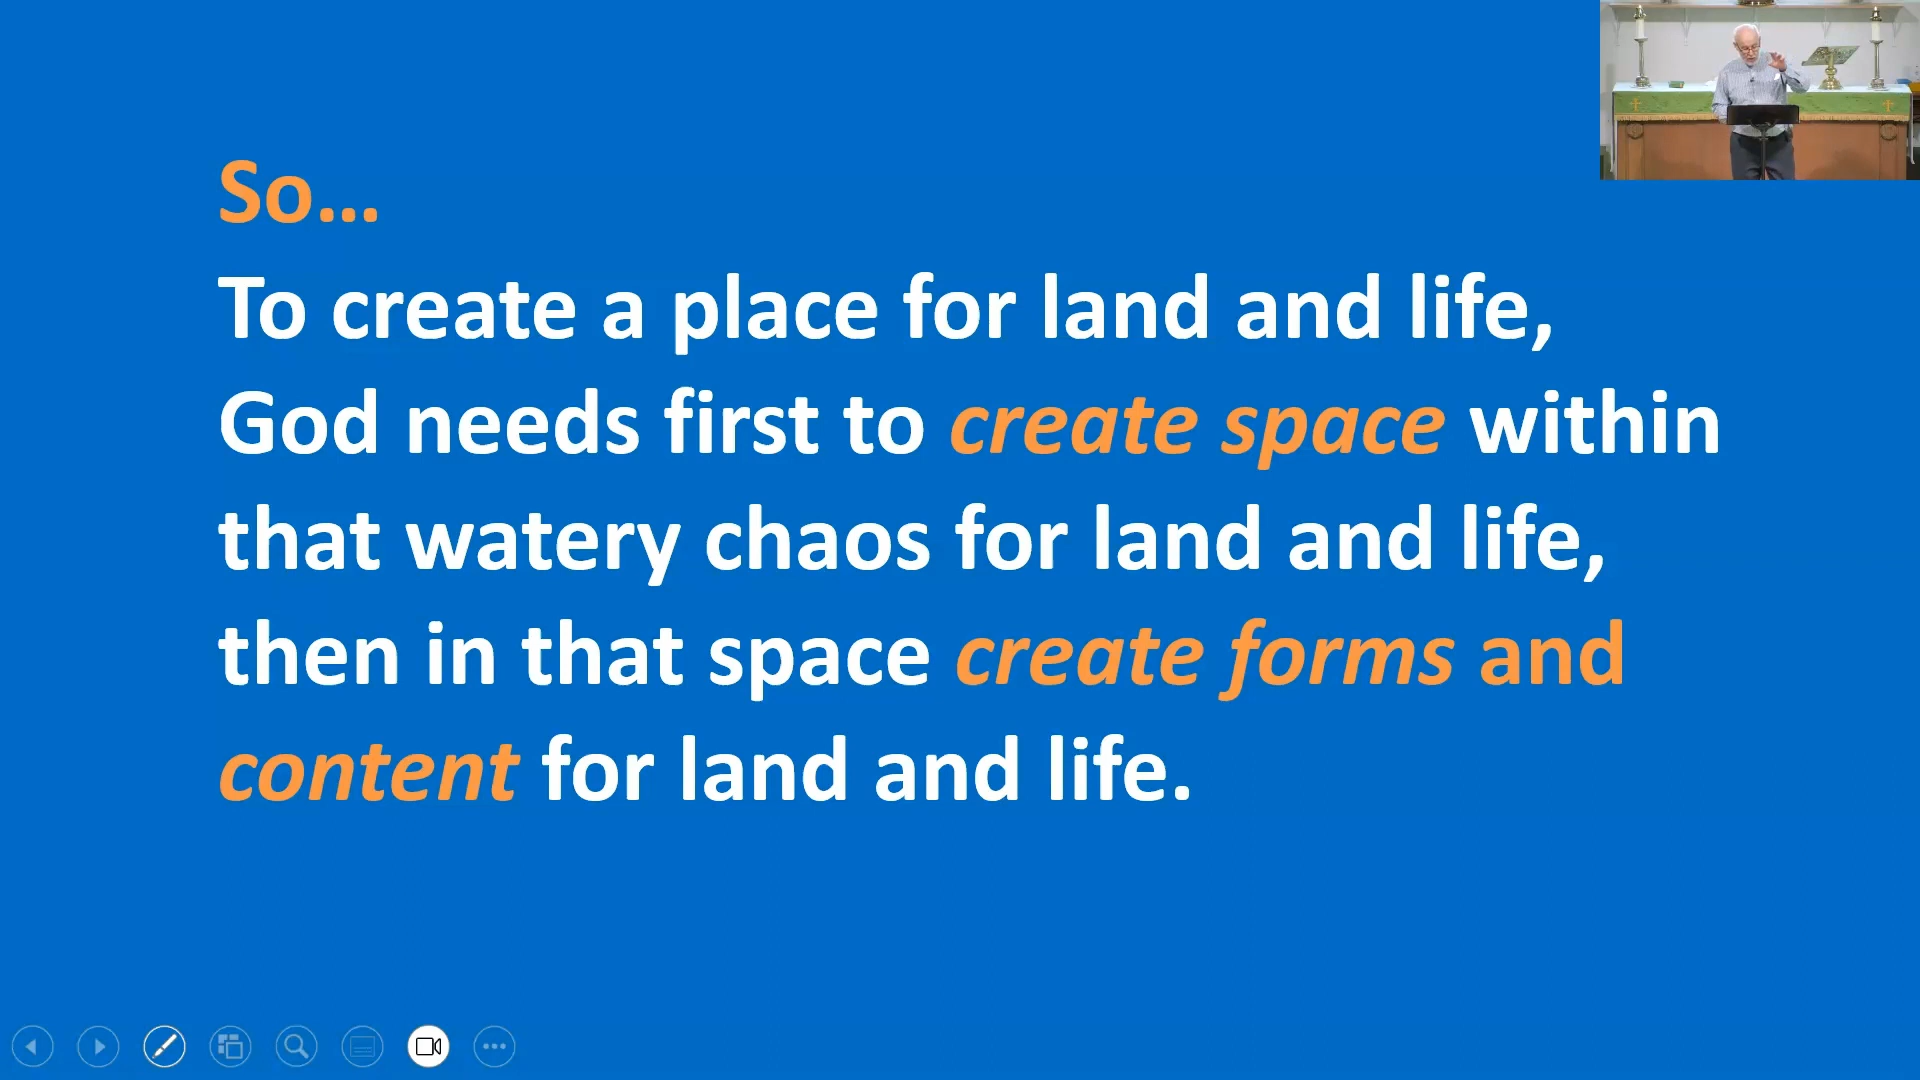 So...
To create a place for land and life,
God needs first to create space within
that watery chaos for land and life,
then in that space create forms and
content for land and life.